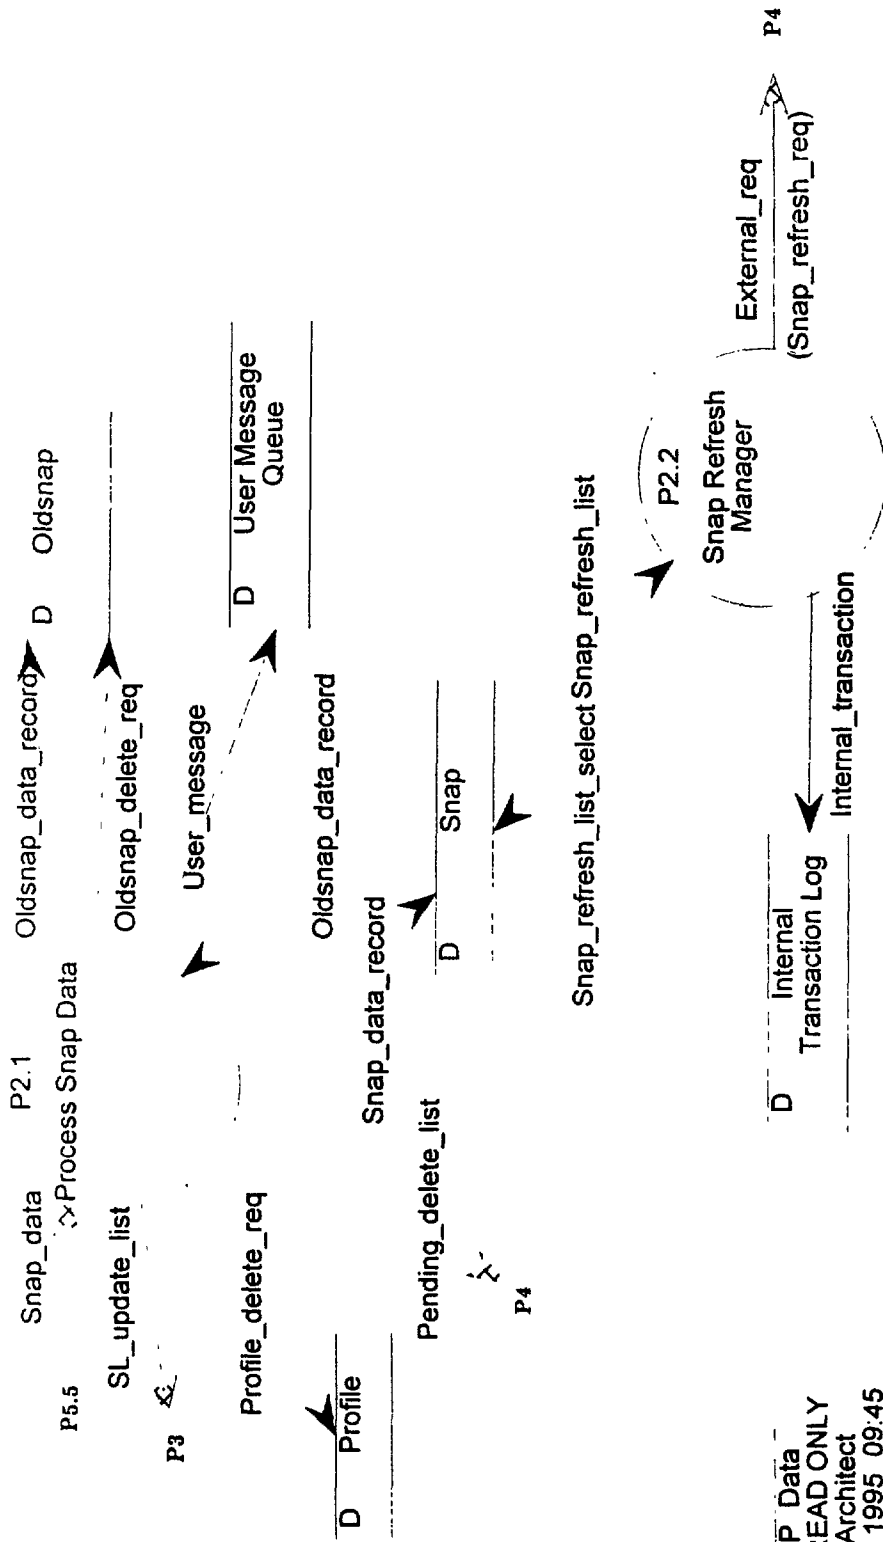 P5.5
Snap_data
P2.1
Process Snap Data
Oldsnap_data_record
D Oldsnap
SL_update_list
P3
Oldsnap_delete_req
User_message
D User Message
Queue
Profile_delete_req
Oldsnap_data_record
D Profile
Snap_data_record
Pending_delete_list
P4
D Snap
Snap_refresh_list_select
Snap_refresh_list
P2.2
Snap Refresh
Manager
External_req
(Snap_refresh_req)
P4
Internal_transaction
D Internal
Transaction Log
P Data
EAD ONLY
Architect
1995 09:45